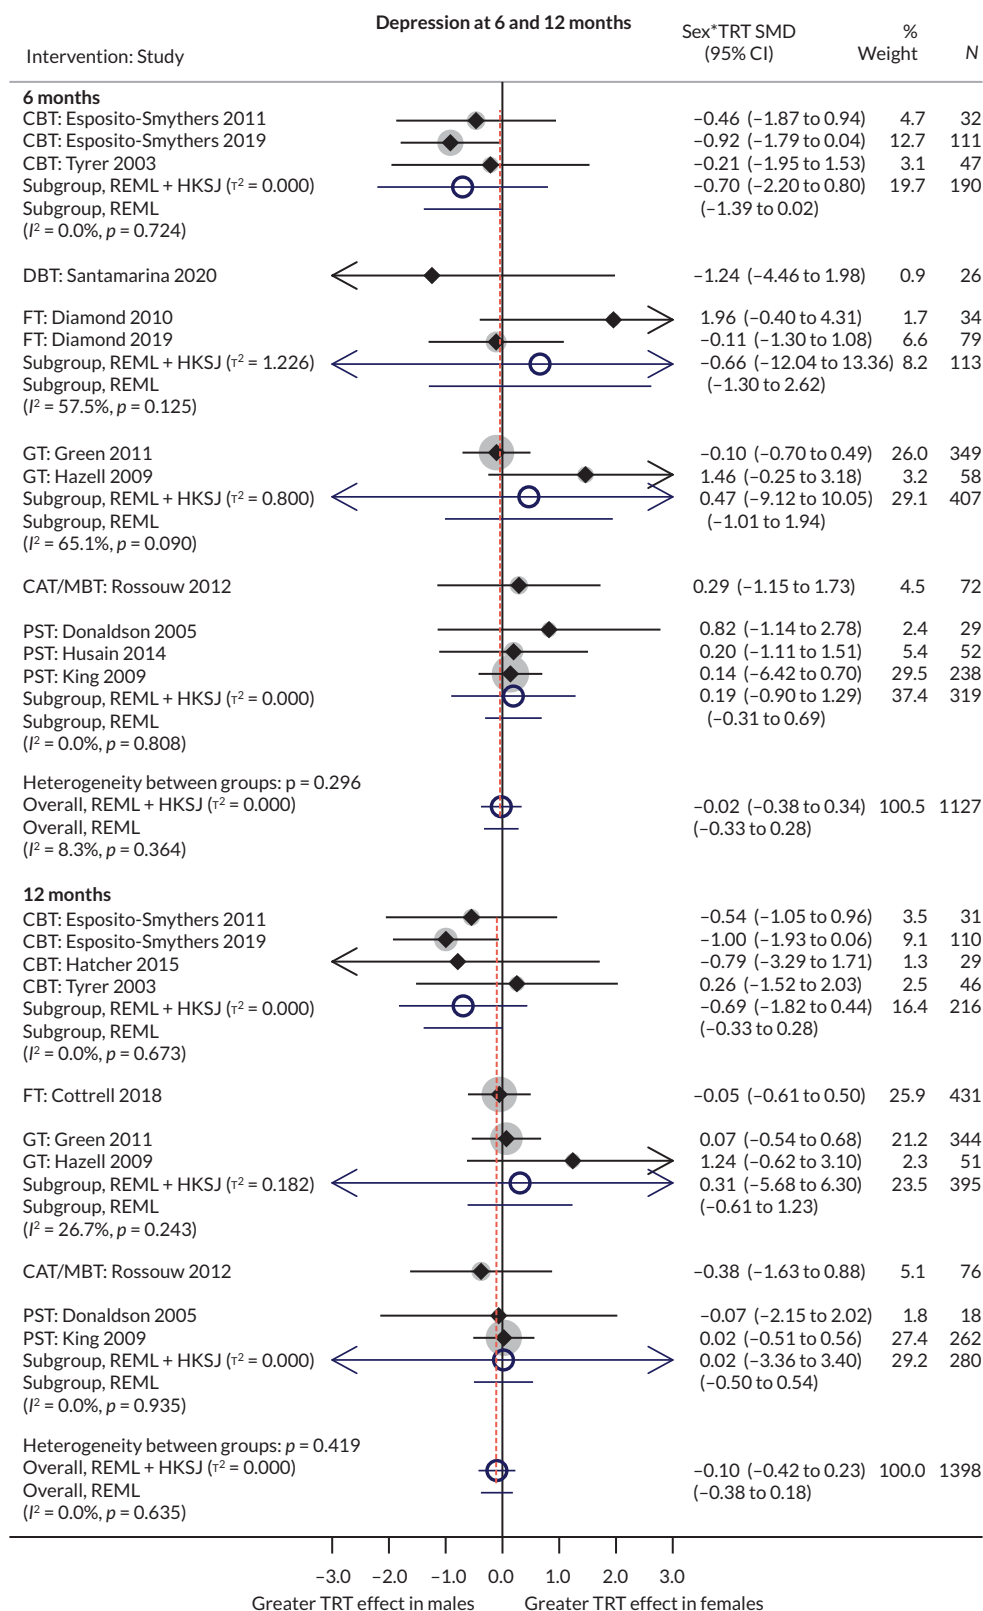 Depression at 6 and 12 months
Intervention: Study Sex*TRT SMD (95% CI) % Weight N
6 months
CBT: Esposito-Smythers 2011 −0.46 (−1.87 to 0.94) 4.7 32
CBT: Esposito-Smythers 2019 −0.92 (−1.79 to 0.04) 12.7 111
CBT: Tyrer 2003 −0.21 (−1.95 to 1.53) 3.1 47
Subgroup, REML + HKSJ (τ² = 0.000) −0.70 (−2.20 to 0.80) 19.7 190
Subgroup, REML (−1.39 to 0.02)
(I² = 0.0%, p = 0.724)
DBT: Santamarina 2020 −1.24 (−4.46 to 1.98) 0.9 26
FT: Diamond 2010 1.96 (−0.40 to 4.31) 1.7 34
FT: Diamond 2019 −0.11 (−1.30 to 1.08) 6.6 79
Subgroup, REML + HKSJ (τ² = 1.226) −0.66 (−12.04 to 13.36) 8.2 113
Subgroup, REML (−1.30 to 2.62)
(I² = 57.5%, p = 0.125)
GT: Green 2011 −0.10 (−0.70 to 0.49) 26.0 349
GT: Hazell 2009 1.46 (−0.25 to 3.18) 3.2 58
Subgroup, REML + HKSJ (τ² = 0.800) 0.47 (−9.12 to 10.05) 29.1 407
Subgroup, REML (−1.01 to 1.94)
(I² = 65.1%, p = 0.090)
CAT/MBT: Rossouw 2012 0.29 (−1.15 to 1.73) 4.5 72
PST: Donaldson 2005 0.82 (−1.14 to 2.78) 2.4 29
PST: Husain 2014 0.20 (−1.11 to 1.51) 5.4 52
PST: King 2009 0.14 (−6.42 to 0.70) 29.5 238
Subgroup, REML + HKSJ (τ² = 0.000) 0.19 (−0.90 to 1.29) 37.4 319
Subgroup, REML (−0.31 to 0.69)
(I² = 0.0%, p = 0.808)
Heterogeneity between groups: p = 0.296
Overall, REML + HKSJ (τ² = 0.000) −0.02 (−0.38 to 0.34) 100.5 1127
Overall, REML (−0.33 to 0.28)
(I² = 8.3%, p = 0.364)
12 months
CBT: Esposito-Smythers 2011 −0.54 (−1.05 to 0.96) 3.5 31
CBT: Esposito-Smythers 2019 −1.00 (−1.93 to 0.06) 9.1 110
CBT: Hatcher 2015 −0.79 (−3.29 to 1.71) 1.3 29
CBT: Tyrer 2003 0.26 (−1.52 to 2.03) 2.5 46
Subgroup, REML + HKSJ (τ² = 0.000) −0.69 (−1.82 to 0.44) 16.4 216
Subgroup, REML (−0.33 to 0.28)
(I² = 0.0%, p = 0.673)
FT: Cottrell 2018 −0.05 (−0.61 to 0.50) 25.9 431
GT: Green 2011 0.07 (−0.54 to 0.68) 21.2 344
GT: Hazell 2009 1.24 (−0.62 to 3.10) 2.3 51
Subgroup, REML + HKSJ (τ² = 0.182) 0.31 (−5.68 to 6.30) 23.5 395
Subgroup, REML (−0.61 to 1.23)
(I² = 26.7%, p = 0.243)
CAT/MBT: Rossouw 2012 −0.38 (−1.63 to 0.88) 5.1 76
PST: Donaldson 2005 −0.07 (−2.15 to 2.02) 1.8 18
PST: King 2009 0.02 (−0.51 to 0.56) 27.4 262
Subgroup, REML + HKSJ (τ² = 0.000) 0.02 (−3.36 to 3.40) 29.2 280
Subgroup, REML (−0.50 to 0.54)
(I² = 0.0%, p = 0.935)
Heterogeneity between groups: p = 0.419
Overall, REML + HKSJ (τ² = 0.000) −0.10 (−0.42 to 0.23) 100.0 1398
Overall, REML (−0.38 to 0.18)
(I² = 0.0%, p = 0.635)
−3.0 −2.0 −1.0 0.0 1.0 2.0 3.0
Greater TRT effect in males Greater TRT effect in females